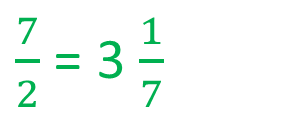 7/2 = 3 1/7